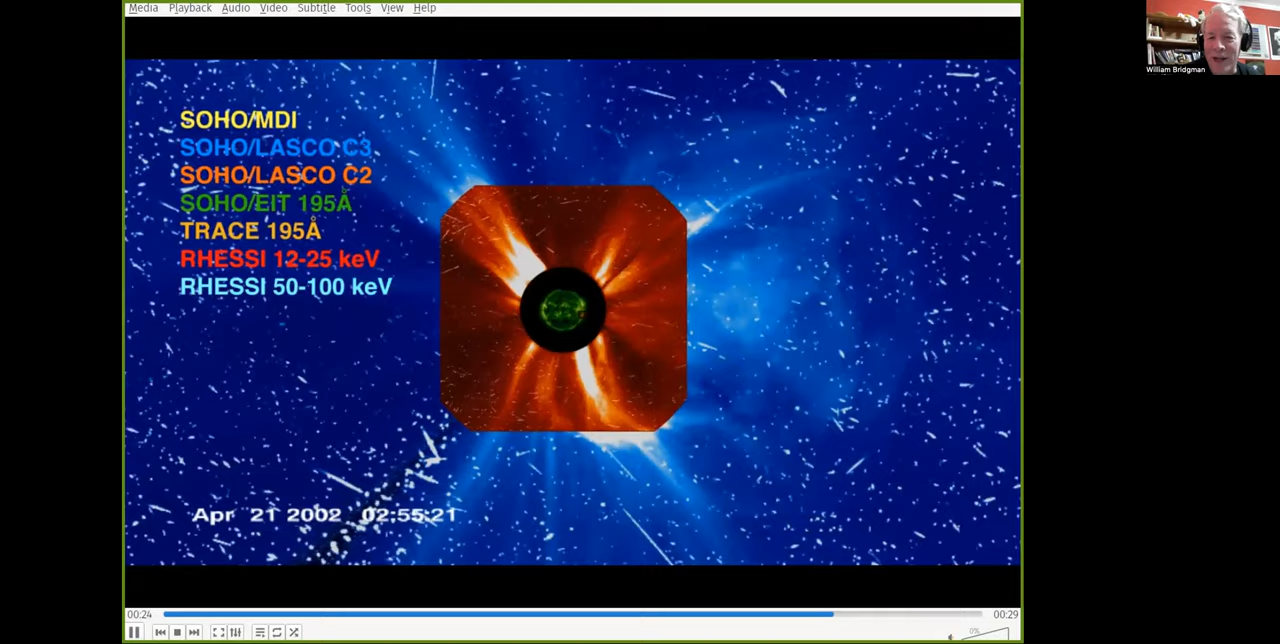 Media Playback Audio Video Subtitle Tools View Help
William Bridgman
SOHO/MDI
SOHO/LASCO C3
SOHO/LASCO C2
SOHO/EIT 195Å
TRACE 195Å
RHESSI 12-25 keV
RHESSI 50-100 keV
Apr 21 2002 02:55:21
00:24 00:29
0%